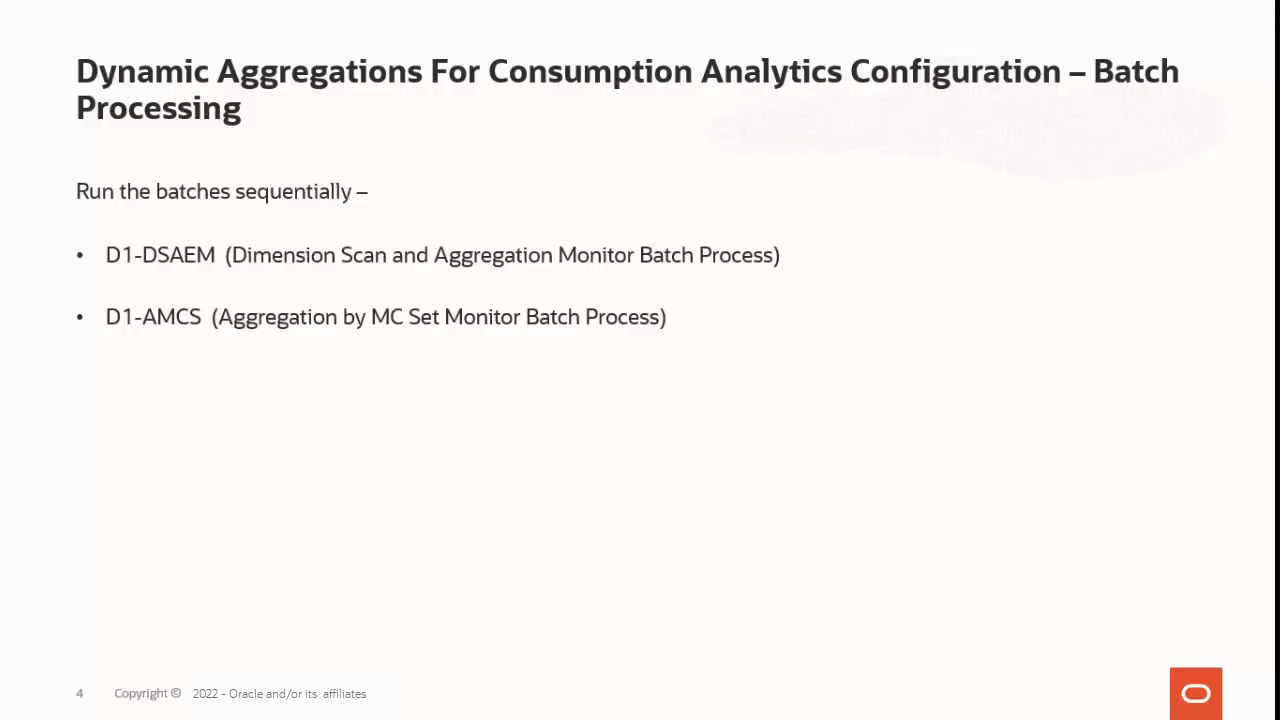 Dynamic Aggregations For Consumption Analytics Configuration – Batch
Processing
Run the batches sequentially –
• D1-DSAEM (Dimension Scan and Aggregation Monitor Batch Process)
• D1-AMCS (Aggregation by MC Set Monitor Batch Process)
4 Copyright © 2022 - Oracle and/or its affiliates